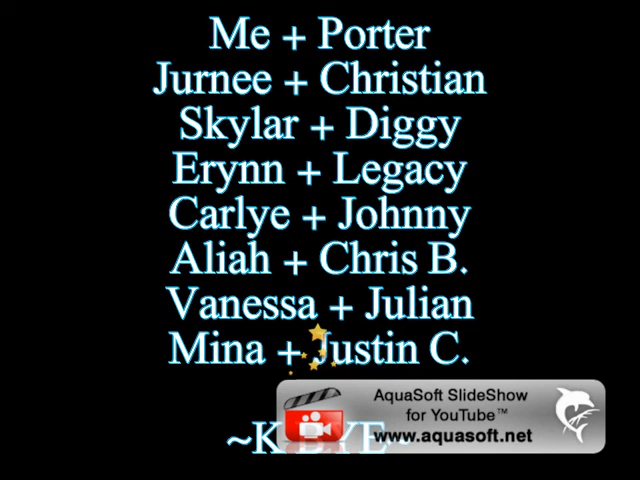 Me + Porter
Jurnee + Christian
Skylar + Diggy
Erynn + Legacy
Carlye + Johnny
Aliah + Chris B.
Vanessa + Julian
Mina + Justin C.
~K BYE~
AquaSoft SlideShow
for YouTube™
www.aquasoft.net